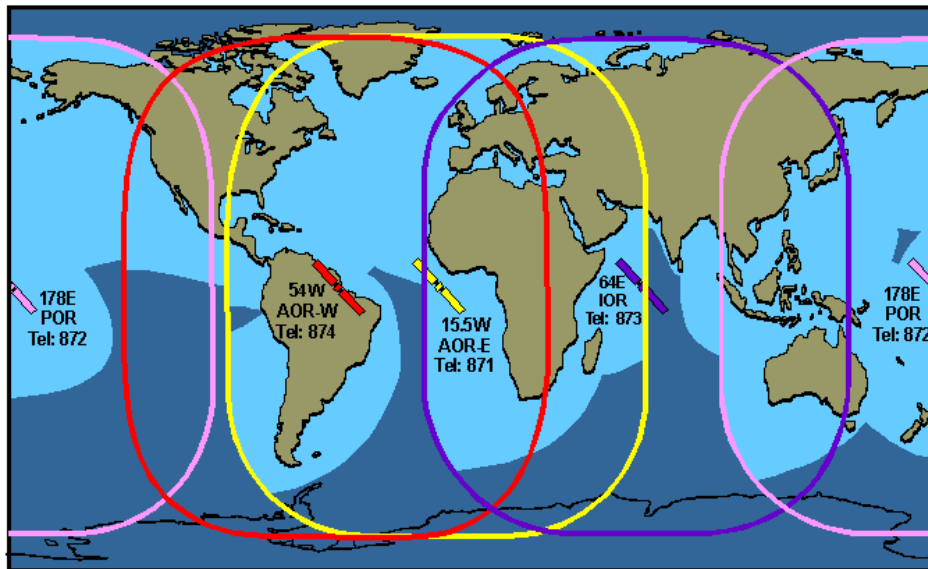 178E
POR
Tel: 872
54W
AOR-W
Tel: 874
15.5W
AOR-E
Tel: 871
64E
IOR
Tel: 873
178E
POR
Tel: 872